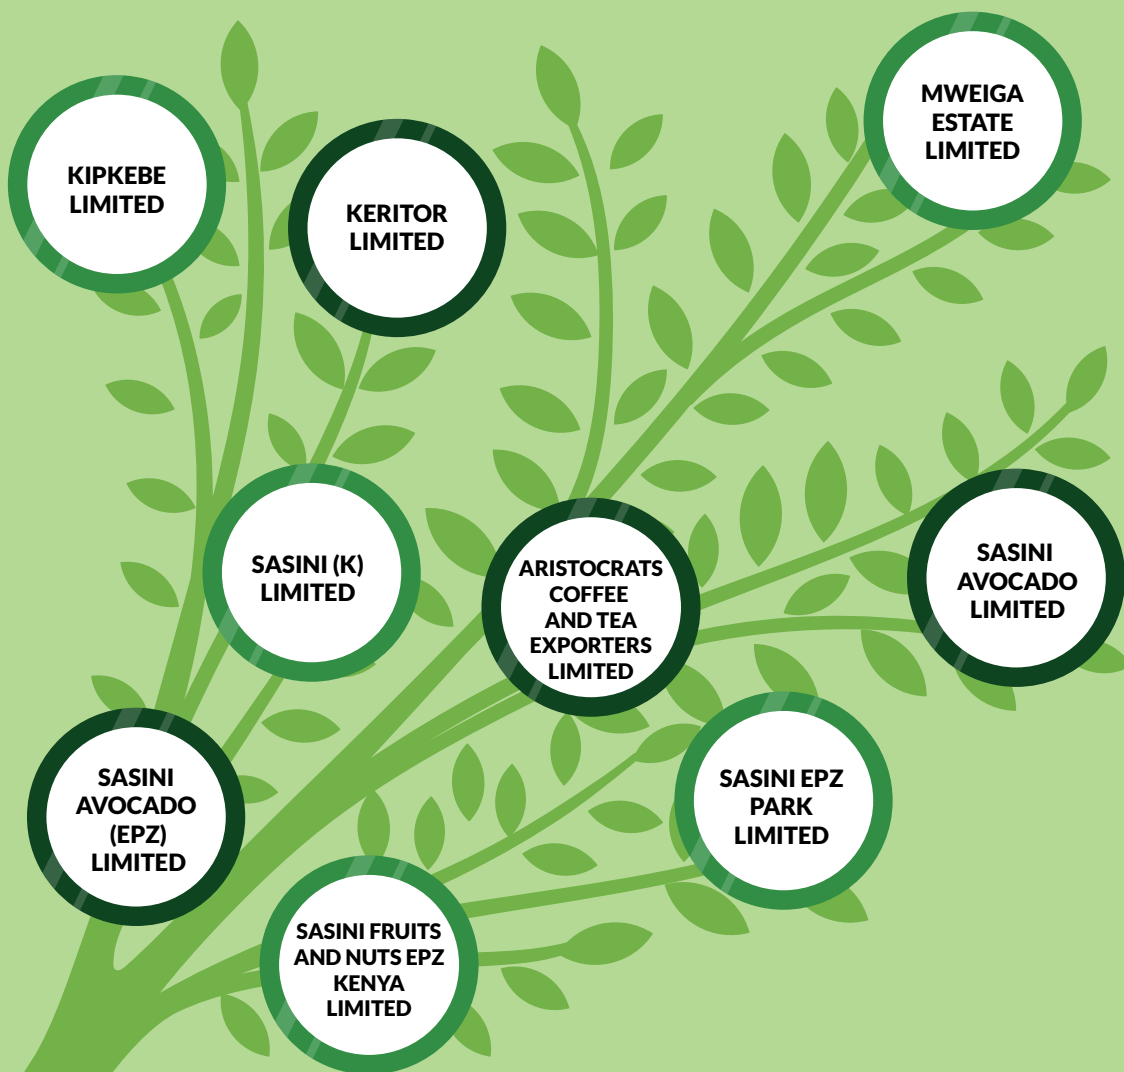 MWEIGA
ESTATE
LIMITED
KIPKEBE
LIMITED
KERITOR
LIMITED
SASINI (K)
LIMITED
ARISTOCRATS
COFFEE
AND TEA
EXPORTERS
LIMITED
SASINI
AVOCADO
LIMITED
SASINI
AVOCADO
(EPZ)
LIMITED
SASINI EPZ
PARK
LIMITED
SASINI FRUITS
AND NUTS EPZ
KENYA
LIMITED